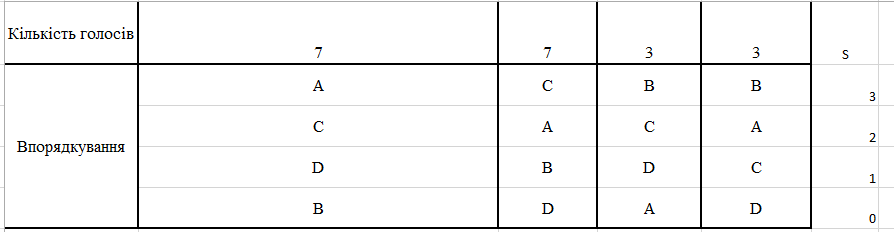 Кількість голосів 7 7 3 3 S
Впорядкування
A C B B 3
C A C A 2
D B D C 1
B D A D 0